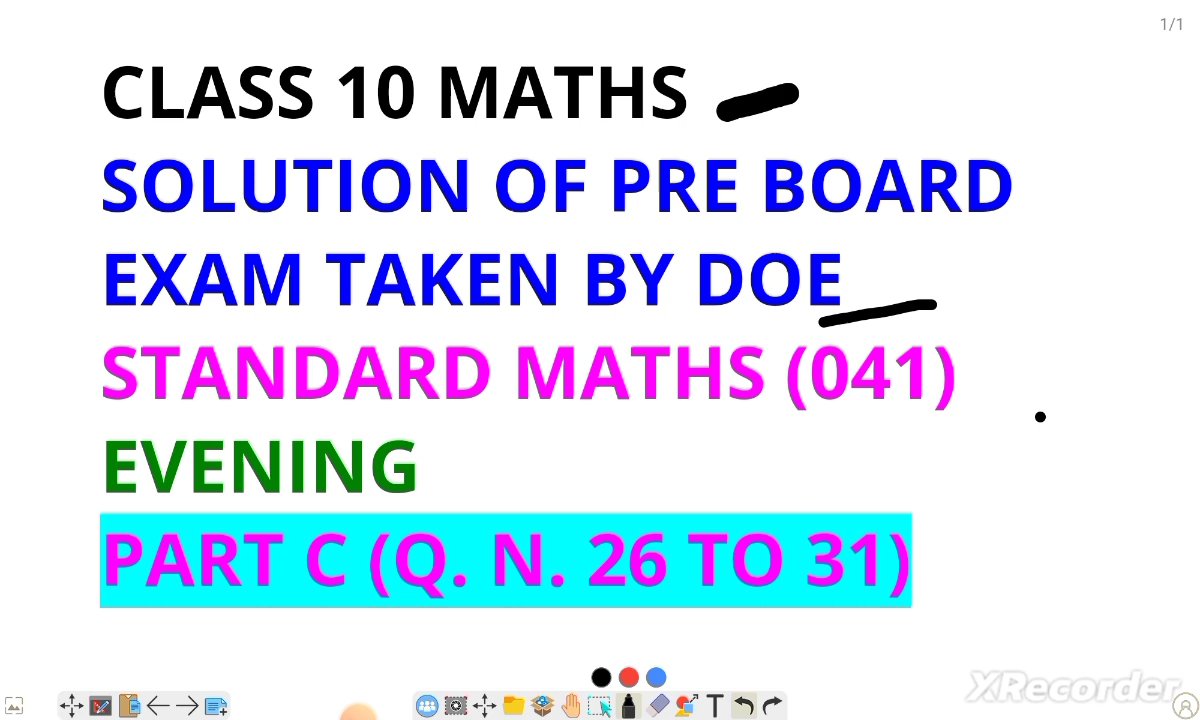 1/1
CLASS 10 MATHS
SOLUTION OF PRE BOARD
EXAM TAKEN BY DOE
STANDARD MATHS (041)
EVENING
PART C (Q. N. 26 TO 31)
XRecorder